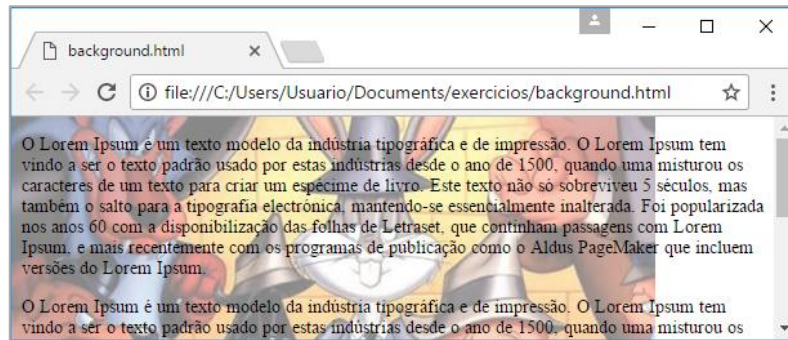 background.html
file:///C:/Users/Usuario/Documents/exercicios/background.html
O Lorem Ipsum é um texto modelo da indústria tipográfica e de impressão. O Lorem Ipsum tem
vindo a ser o texto padrão usado por estas indústrias desde o ano de 1500, quando uma misturou os
caracteres de um texto para criar um espécime de livro. Este texto não só sobreviveu 5 séculos, mas
também o salto para a tipografia electrónica, mantendo-se essencialmente inalterada. Foi popularizada
nos anos 60 com a disponibilização das folhas de Letraset, que continham passagens com Lorem
Ipsum, e mais recentemente com os programas de publicação como o Aldus PageMaker que incluem
versões do Lorem Ipsum.
O Lorem Ipsum é um texto modelo da indústria tipográfica e de impressão. O Lorem Ipsum tem
vindo a ser o texto padrão usado por estas indústrias desde o ano de 1500, quando uma misturou os